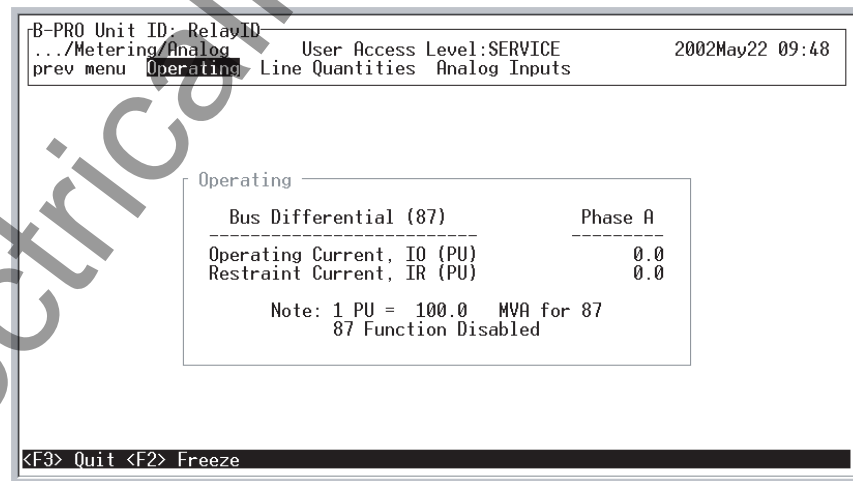 B-PRO Unit ID: RelayID
.../Metering/Analog User Access Level:SERVICE 2002May22 09:48
prev menu Operating Line Quantities Analog Inputs
Operating
Bus Differential (87) Phase A
Operating Current, IO (PU) 0.0
Restraint Current, IR (PU) 0.0
Note: 1 PU = 100.0 MVA for 87
87 Function Disabled
<F3> Quit <F2> Freeze